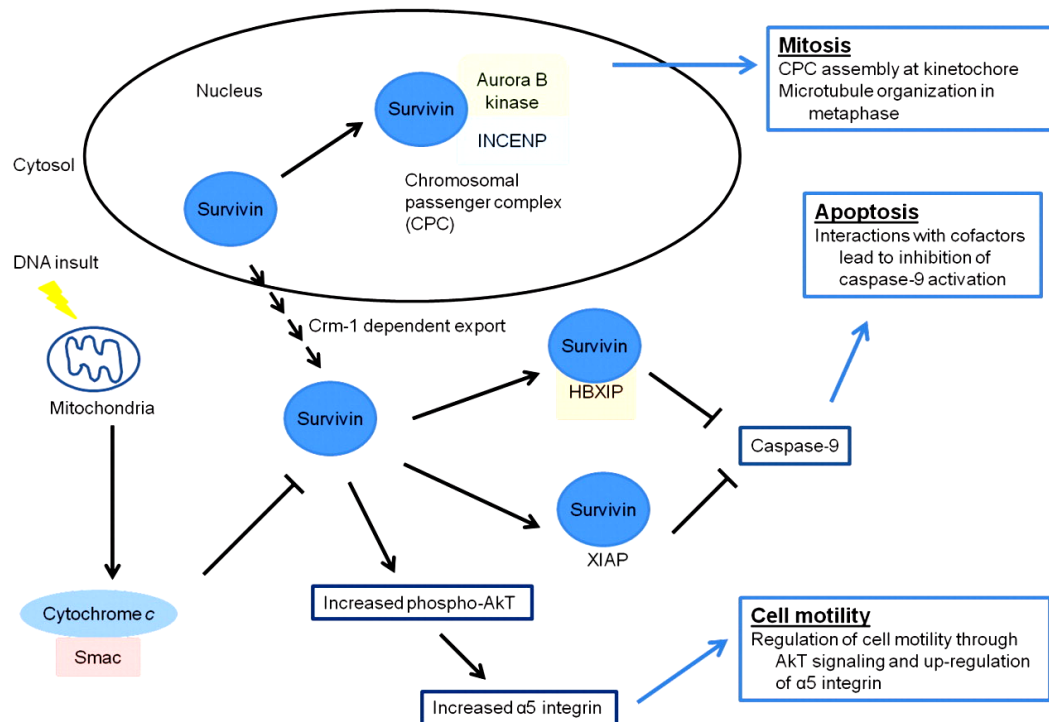 Nucleus
Survivin
Aurora B
kinase
INCENP
Mitosis
CPC assembly at kinetochore
Microtubule organization in
metaphase
Cytosol
Survivin
Chromosomal
passenger complex
(CPC)
Apoptosis
Interactions with cofactors
lead to inhibition of
caspase-9 activation
DNA insult
Crm-1 dependent export
Mitochondria
Survivin
Survivin
HBXIP
Caspase-9
Survivin
XIAP
Cytochrome c
Smac
Increased phospho-AkT
Increased α5 integrin
Cell motility
Regulation of cell motility through
AkT signaling and up-regulation
of α5 integrin